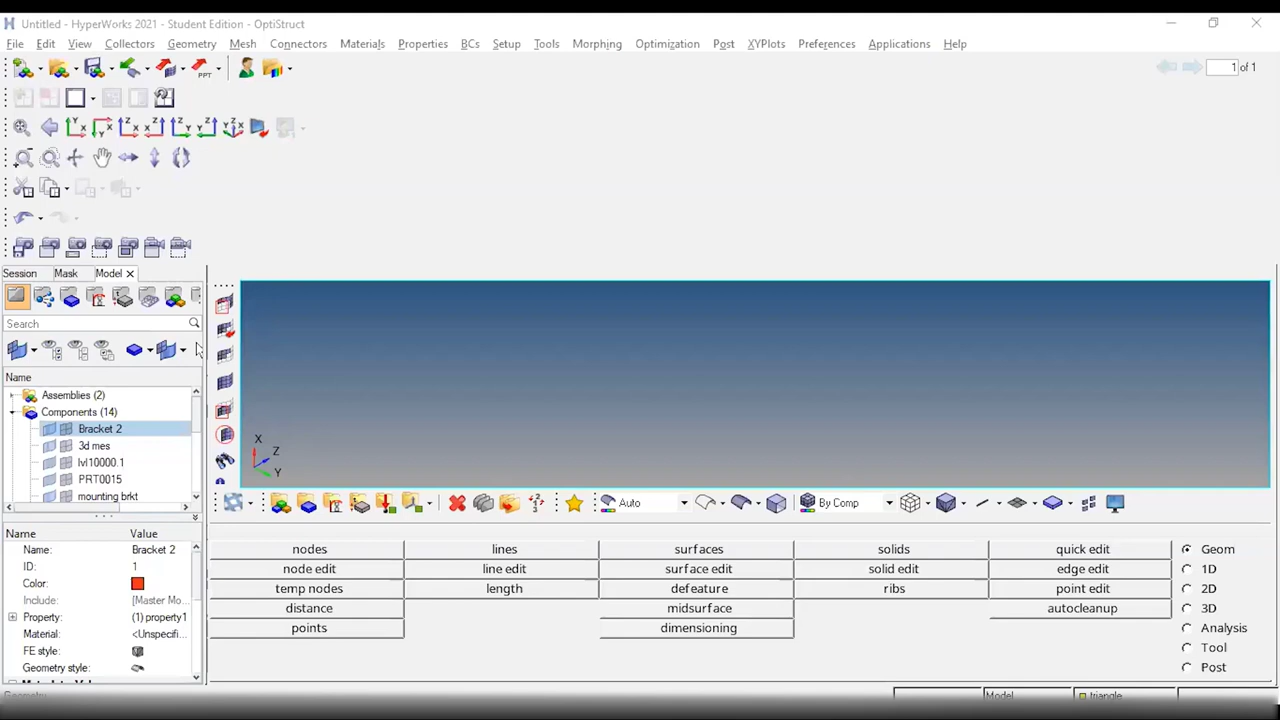 Untitled - HyperWorks 2021 - Student Edition - OptiStruct
File Edit View Collectors Geometry Mesh Connectors Materials Properties BCs Setup Tools Morphing Optimization Post XYPlots Preferences Applications Help
PPT
1 of 1
Session Mask Model
Search
Name
Assemblies (2)
Components (14)
Bracket 2
3d mes
lvl10000.1
PRT0015
mounting brkt
X
Z
Y
Auto
By Comp
Name Value
Name: Bracket 2
ID: 1
Color:
Include: [Master Mo...
Property: (1) property1
Material: <Unspecifi...
FE style:
Geometry style:
nodes lines surfaces solids quick edit Geom
node edit line edit surface edit solid edit edge edit 1D
temp nodes length defeature ribs point edit 2D
distance midsurface autocleanup 3D
points dimensioning Analysis
Tool
Post
Geometry
Model
triangle